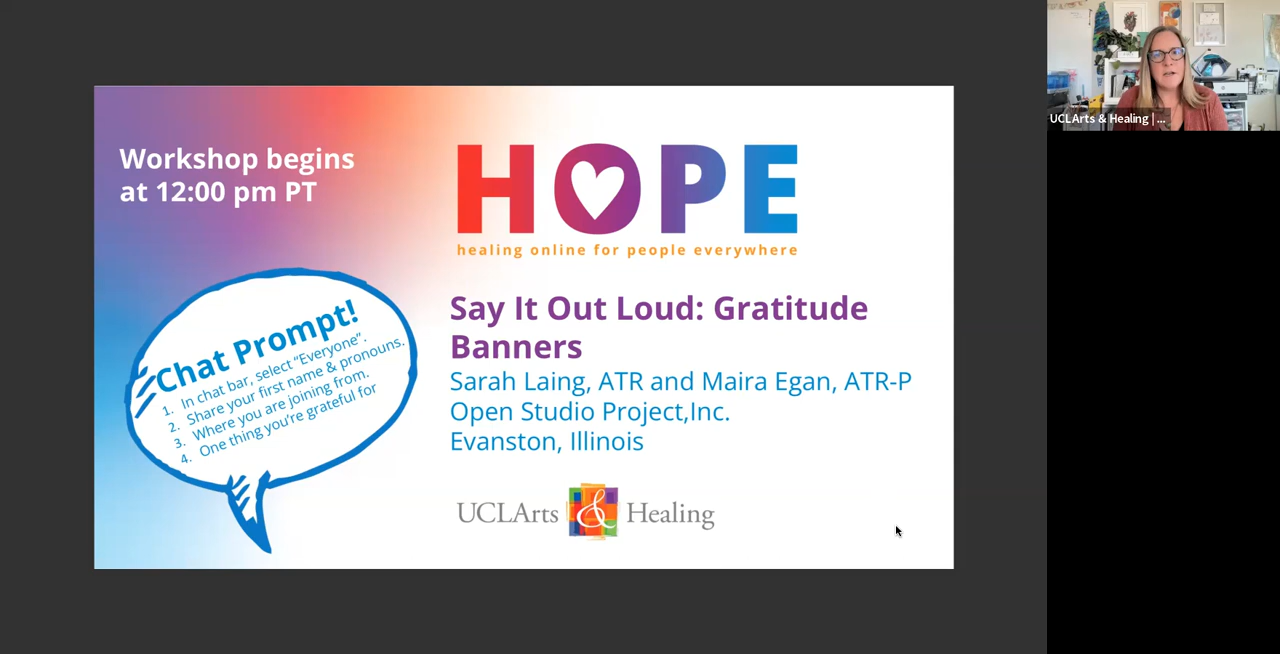 Workshop begins
at 12:00 pm PT
HOPE
healing online for people everywhere
Chat Prompt!
1. In chat bar, select “Everyone”.
2. Share your first name & pronouns.
3. Where you are joining from.
4. One thing you’re grateful for
Say It Out Loud: Gratitude
Banners
Sarah Laing, ATR and Maira Egan, ATR-P
Open Studio Project,Inc.
Evanston, Illinois
UCLArts & Healing
UCLArts & Healing | ...